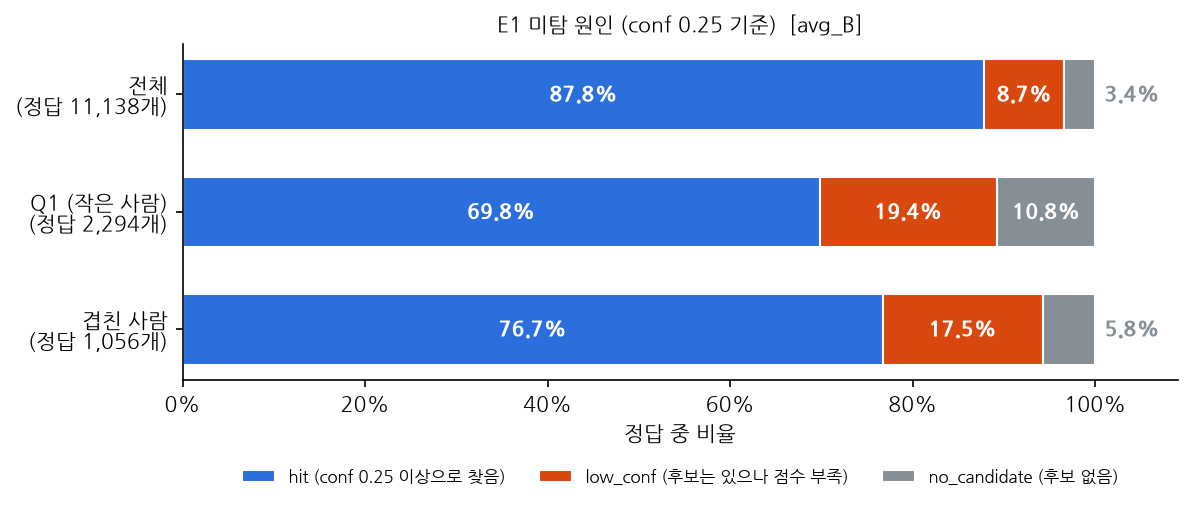 E1 미탐 원인 (conf 0.25 기준)  [avg_B]
전체
(정답 11,138개)
87.8%
8.7%
3.4%
Q1 (작은 사람)
(정답 2,294개)
69.8%
19.4%
10.8%
겹친 사람
(정답 1,056개)
76.7%
17.5%
5.8%
0%
20%
40%
60%
80%
100%
정답 중 비율
hit (conf 0.25 이상으로 찾음)
low_conf (후보는 있으나 점수 부족)
no_candidate (후보 없음)